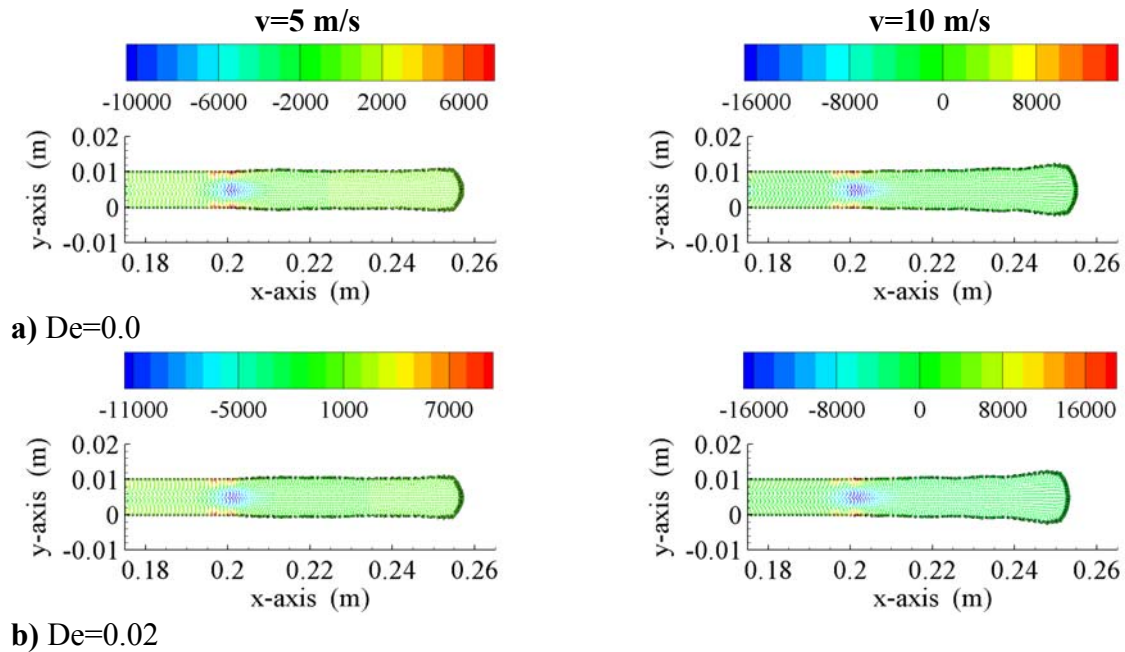 v=5 m/s
v=10 m/s
-10000 -6000 -2000 2000 6000
-16000 -8000 0 8000
y-axis (m)
0.02
0.01
0
-0.01
0.18 0.2 0.22 0.24 0.26
x-axis (m)
y-axis (m)
0.02
0.01
0
-0.01
0.18 0.2 0.22 0.24 0.26
x-axis (m)
a) De=0.0
-11000 -5000 1000 7000
-16000 -8000 0 8000 16000
y-axis (m)
0.02
0.01
0
-0.01
0.18 0.2 0.22 0.24 0.26
x-axis (m)
y-axis (m)
0.02
0.01
0
-0.01
0.18 0.2 0.22 0.24 0.26
x-axis (m)
b) De=0.02